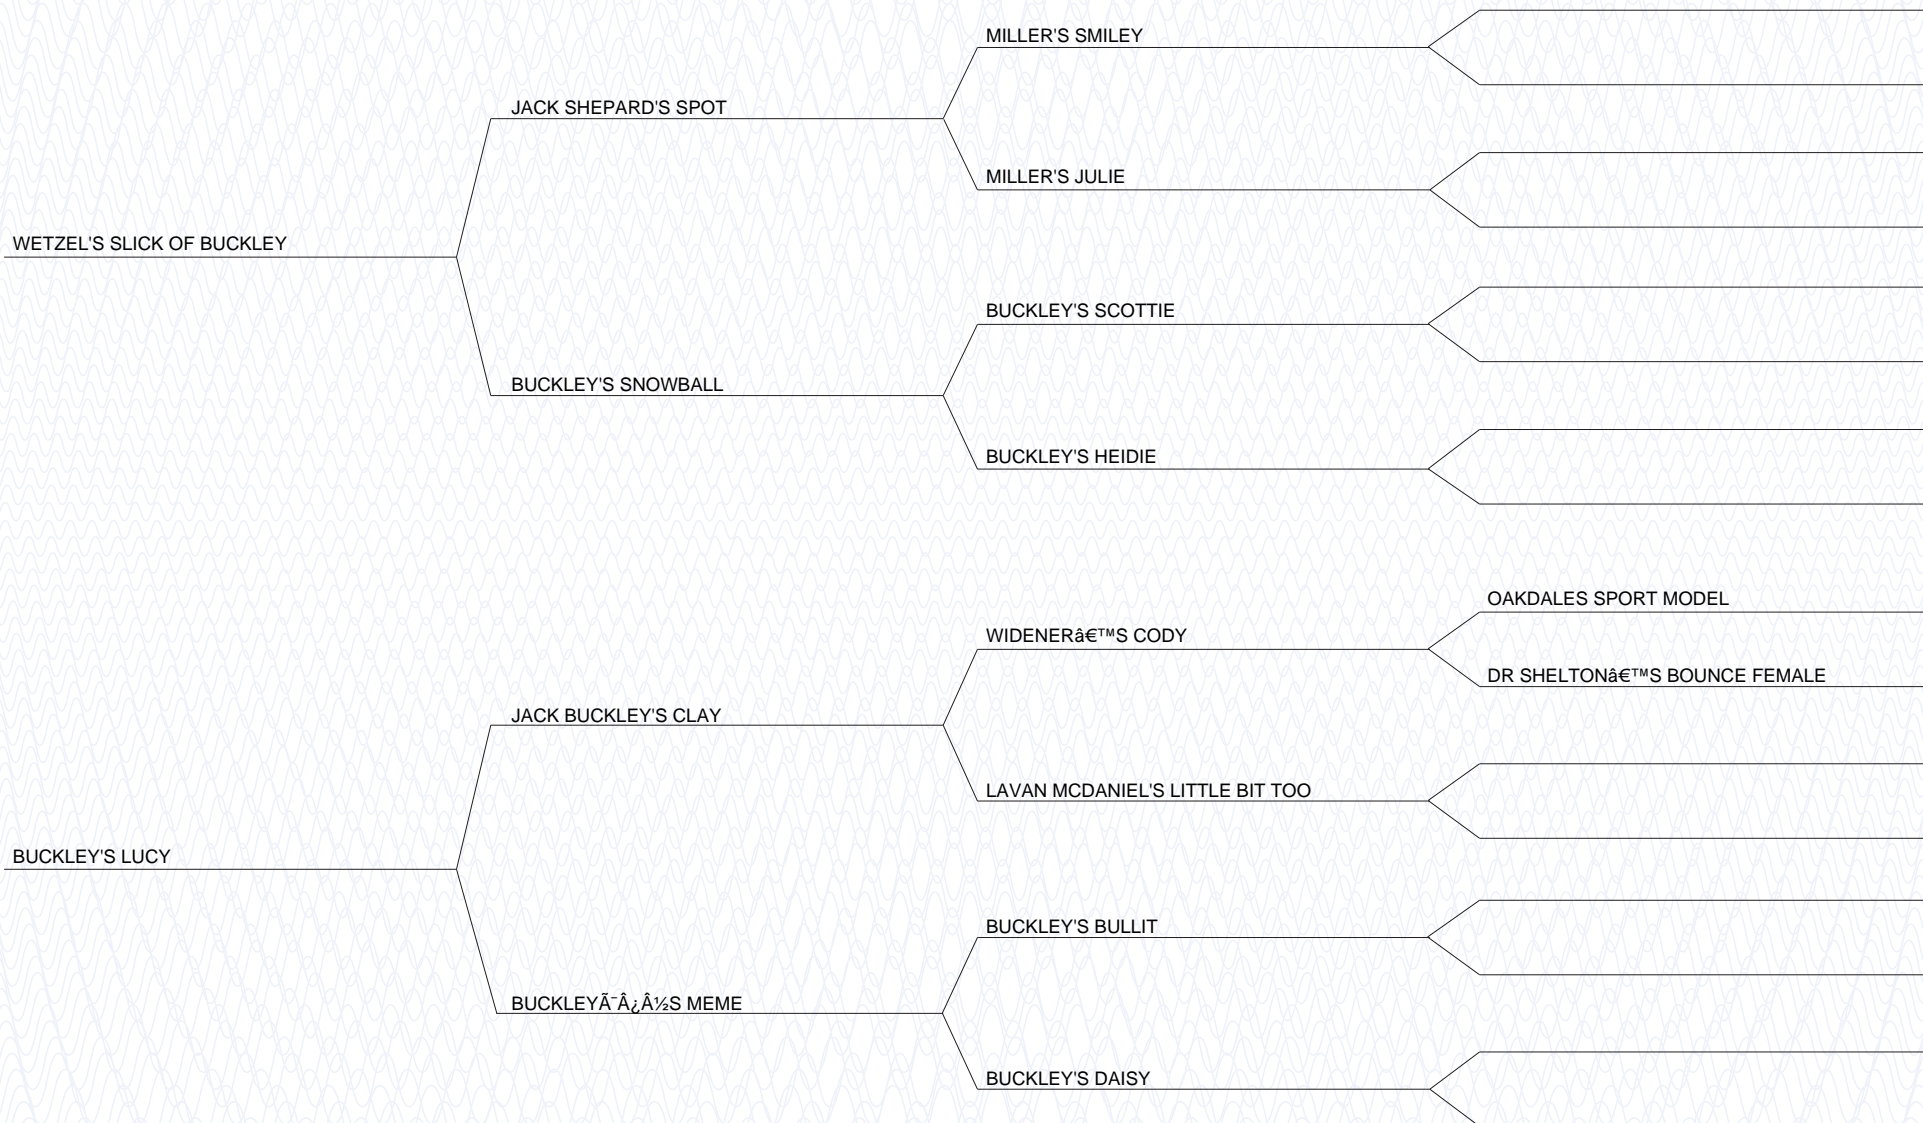 MILLER'S SMILEY
JACK SHEPARD'S SPOT
MILLER'S JULIE
WETZEL'S SLICK OF BUCKLEY
BUCKLEY'S SCOTTIE
BUCKLEY'S SNOWBALL
BUCKLEY'S HEIDIE
OAKDALES SPORT MODEL
WIDENERâ€™S CODY
DR SHELTONâ€™S BOUNCE FEMALE
JACK BUCKLEY'S CLAY
LAVAN MCDANIEL'S LITTLE BIT TOO
BUCKLEY'S LUCY
BUCKLEY'S BULLIT
BUCKLEYÃ¯Â¿Â½S MEME
BUCKLEY'S DAISY